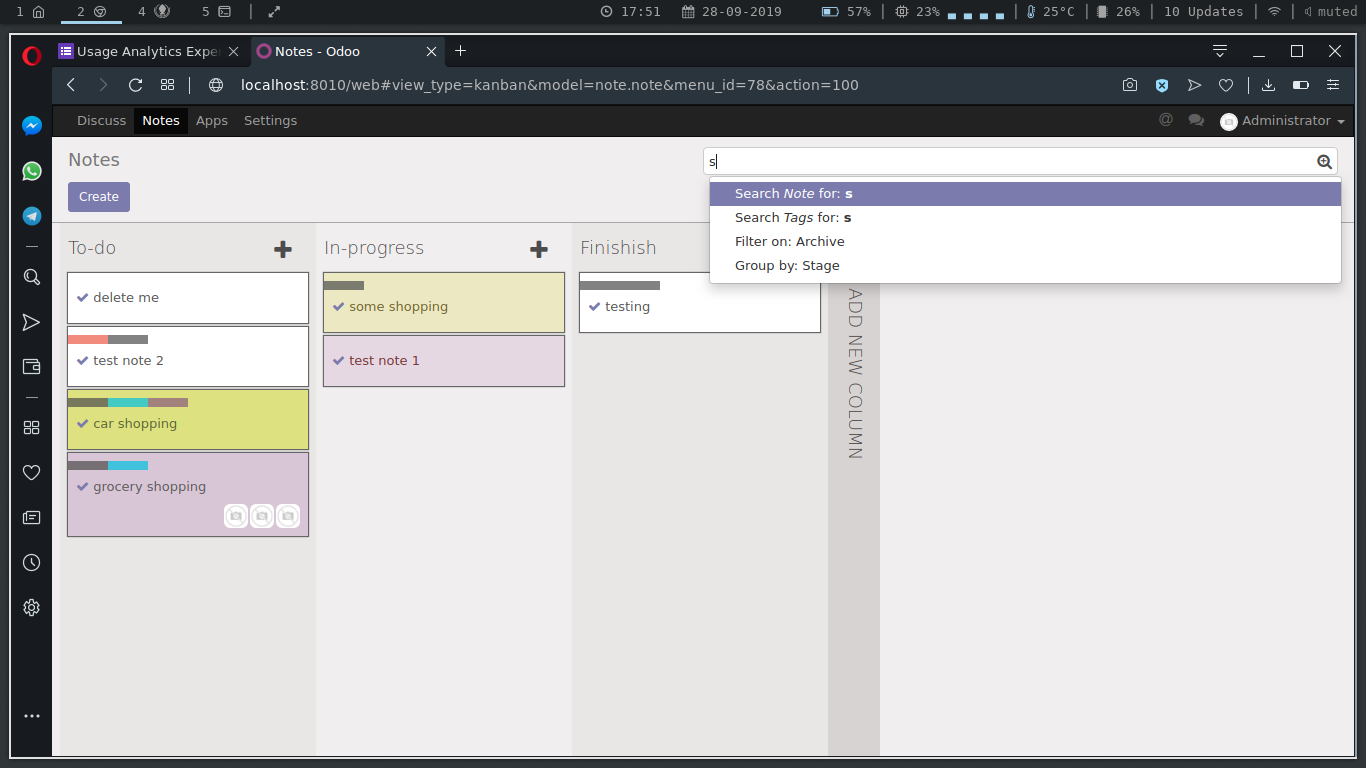 1 2 4 5 17:51 28-09-2019 57% 23% 25°C 26% 10 Updates muted
Usage Analytics Expe Notes - Odoo
localhost:8010/web#view_type=kanban&model=note.note&menu_id=78&action=100
Discuss Notes Apps Settings @ Administrator
Notes
s
Create
Search Note for: s
Search Tags for: s
Filter on: Archive
Group by: Stage
To-do
In-progress
Finishish
delete me
test note 2
car shopping
grocery shopping
some shopping
test note 1
testing
ADD NEW COLUMN